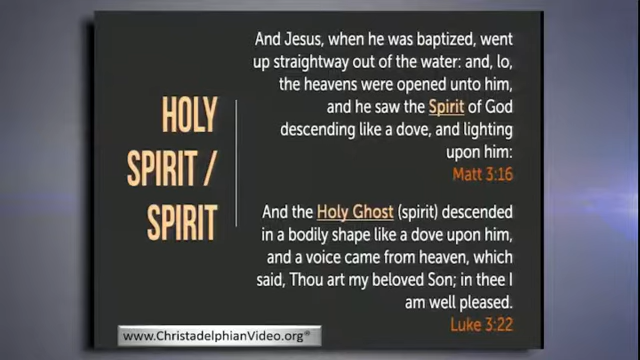 HOLY
SPIRIT /
SPIRIT
And Jesus, when he was baptized, went
up straightway out of the water: and, lo,
the heavens were opened unto him,
and he saw the Spirit of God
descending like a dove, and lighting
upon him:
Matt 3:16
And the Holy Ghost (spirit) descended
in a bodily shape like a dove upon him,
and a voice came from heaven, which
said, Thou art my beloved Son; in thee I
am well pleased.
Luke 3:22
www.ChristadelphianVideo.org®